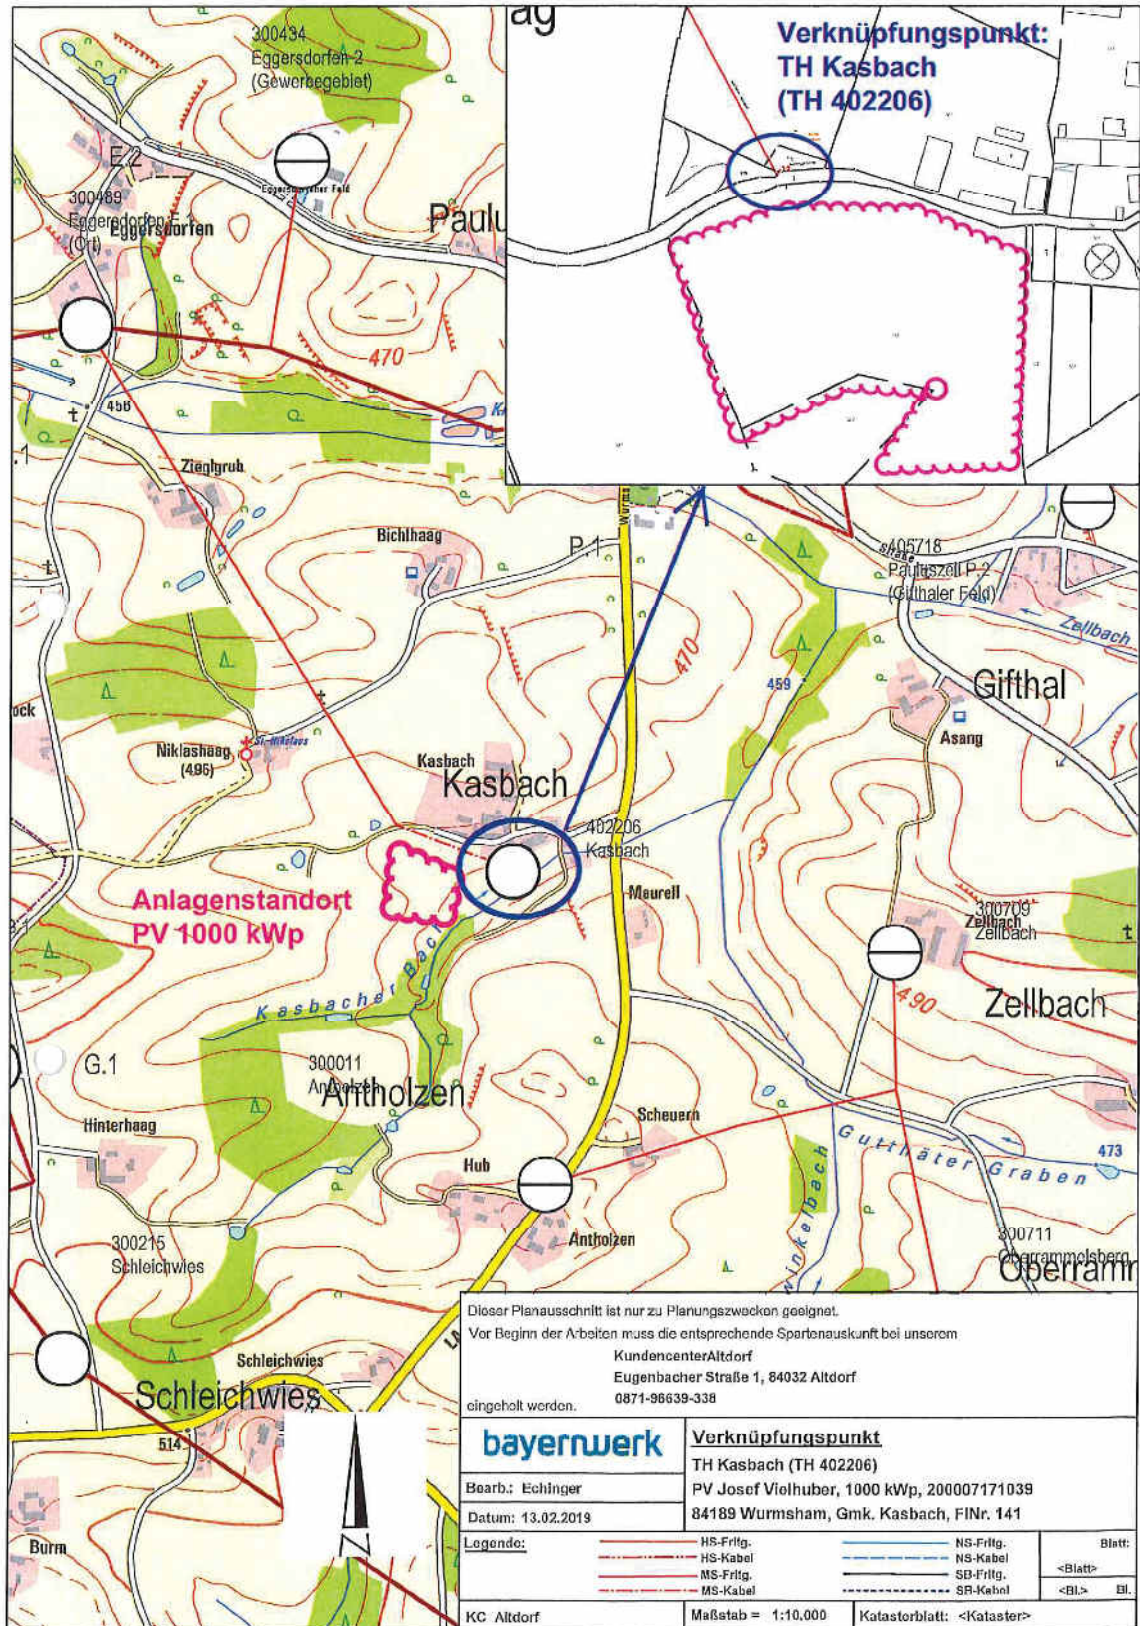 300434
Eggersdorfen 2
(Gewerbegebiet)
Verknüpfungspunkt:
TH Kasbach
(TH 402206)
E.2
300489
Eggersdorfen E.1
(Ort)
Eggersdorfen
Paulu
470
456
.1
Zieglgrub
Bichlhaag
P.1
405718
Pauluszell P.2
(Gifthaler Feld)
Zellbach
470
459
Gifthal
Asang
ock
Niklashaag
(496)
St. Nikolaus
Kasbach
Kasbach
402206
Kasbach
Anlagenstandort
PV 1000 kWp
Maurell
300709
Zellbach
Zellbach
490
Zellbach
Kasbacher Bach
G.1
300011
Antholzen
Antholzen
Hinterhaag
Scheuern
Hub
Gutthäter Graben
473
winkelbach
Antholzen
300215
Schleichwies
300711
Oberrammelsberg
Oberramm
Schleichwies
Schleichwies
514
Burm
N
Dieser Planausschnitt ist nur zu Planungszwecken geeignet.
Vor Beginn der Arbeiten muss die entsprechende Spartenauskunft bei unserem
KundencenterAltdorf
Eugenbacher Straße 1, 84032 Altdorf
0871-96639-338
eingeholt werden.
bayernwerk
Verknüpfungspunkt
TH Kasbach (TH 402206)
Bearb.: Echinger
PV Josef Vielhuber, 1000 kWp, 200007171039
Datum: 13.02.2019
84189 Wurmsham, Gmk. Kasbach, FlNr. 141
Legende:
HS-Frltg.
NS-Frltg.
Blatt:
HS-Kabel
NS-Kabel
<Blatt>
MS-Frltg.
SB-Frltg.
MS-Kabel
SB-Kabel
<Bl.> Bl.
KC Altdorf
Maßstab = 1:10.000
Katasterblatt: <Kataster>